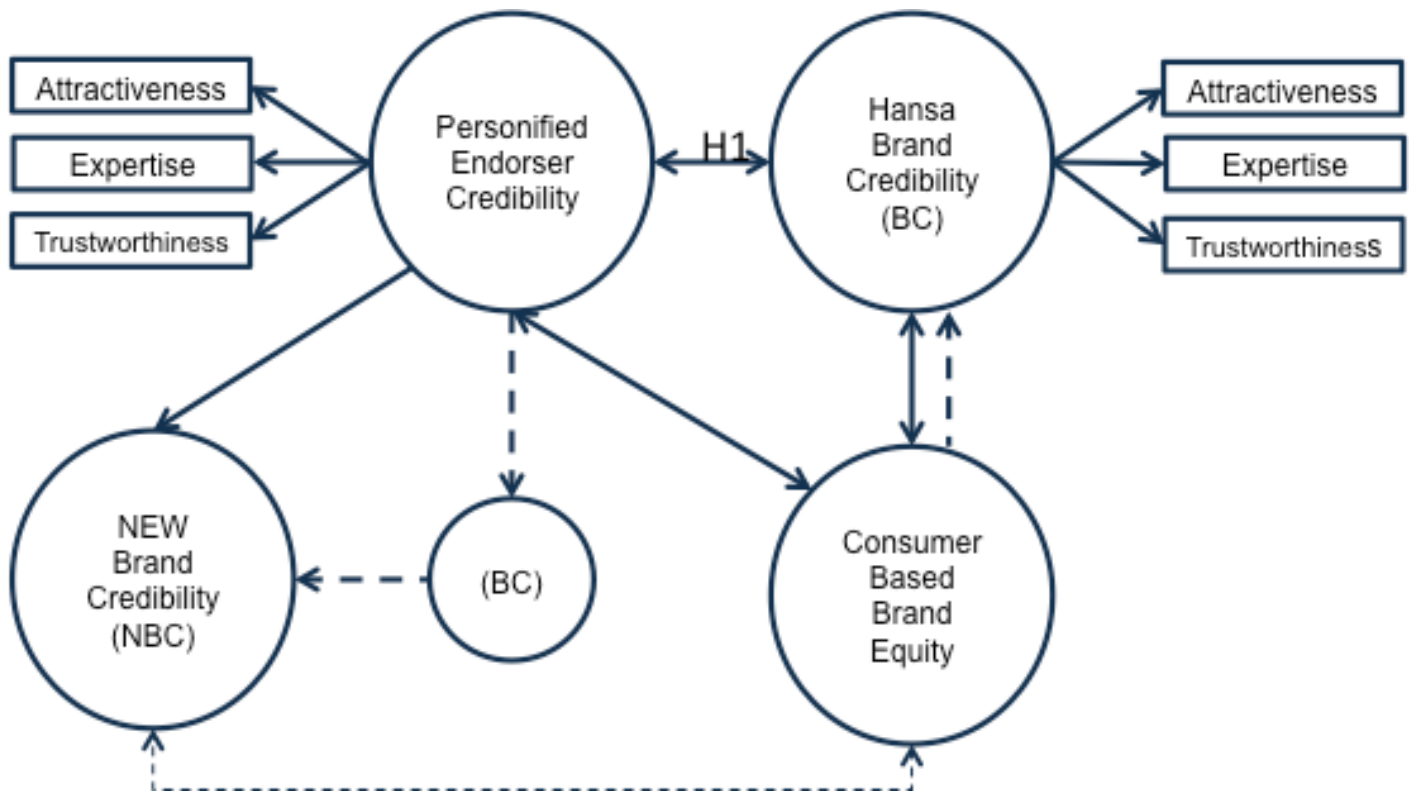 Attractiveness
Expertise
Trustworthiness
Personified
Endorser
Credibility
H1
Hansa
Brand
Credibility
(BC)
Attractiveness
Expertise
Trustworthiness
NEW
Brand
Credibility
(NBC)
(BC)
Consumer
Based
Brand
Equity